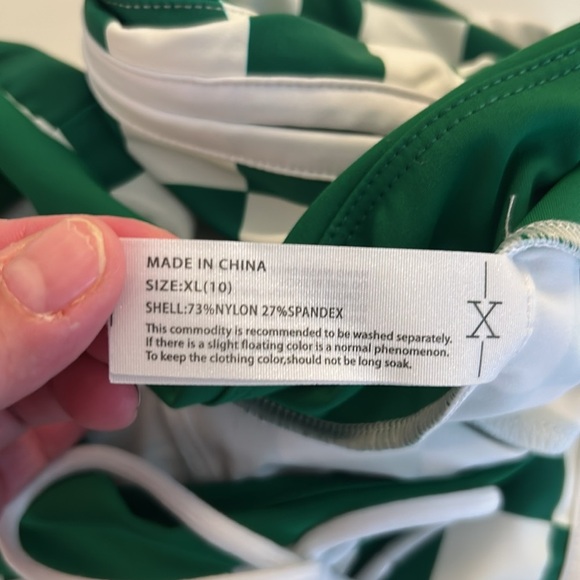 MADE IN CHINA
SIZE:XL(10)
SHELL:73%NYLON 27%SPANDEX
This commodity is recommended to be washed separately.
If there is a slight floating color is a normal phenomenon.
To keep the clothing color,should not be long soak.
X